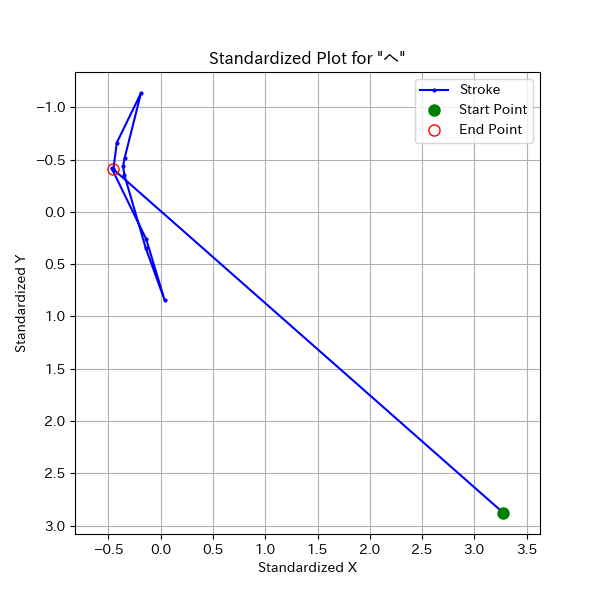 Standardized Plot for "へ"
Stroke
Start Point
End Point
Standardized Y
−1.0
−0.5
0.0
0.5
1.0
1.5
2.0
2.5
3.0
−0.5 0.0 0.5 1.0 1.5 2.0 2.5 3.0 3.5
Standardized X